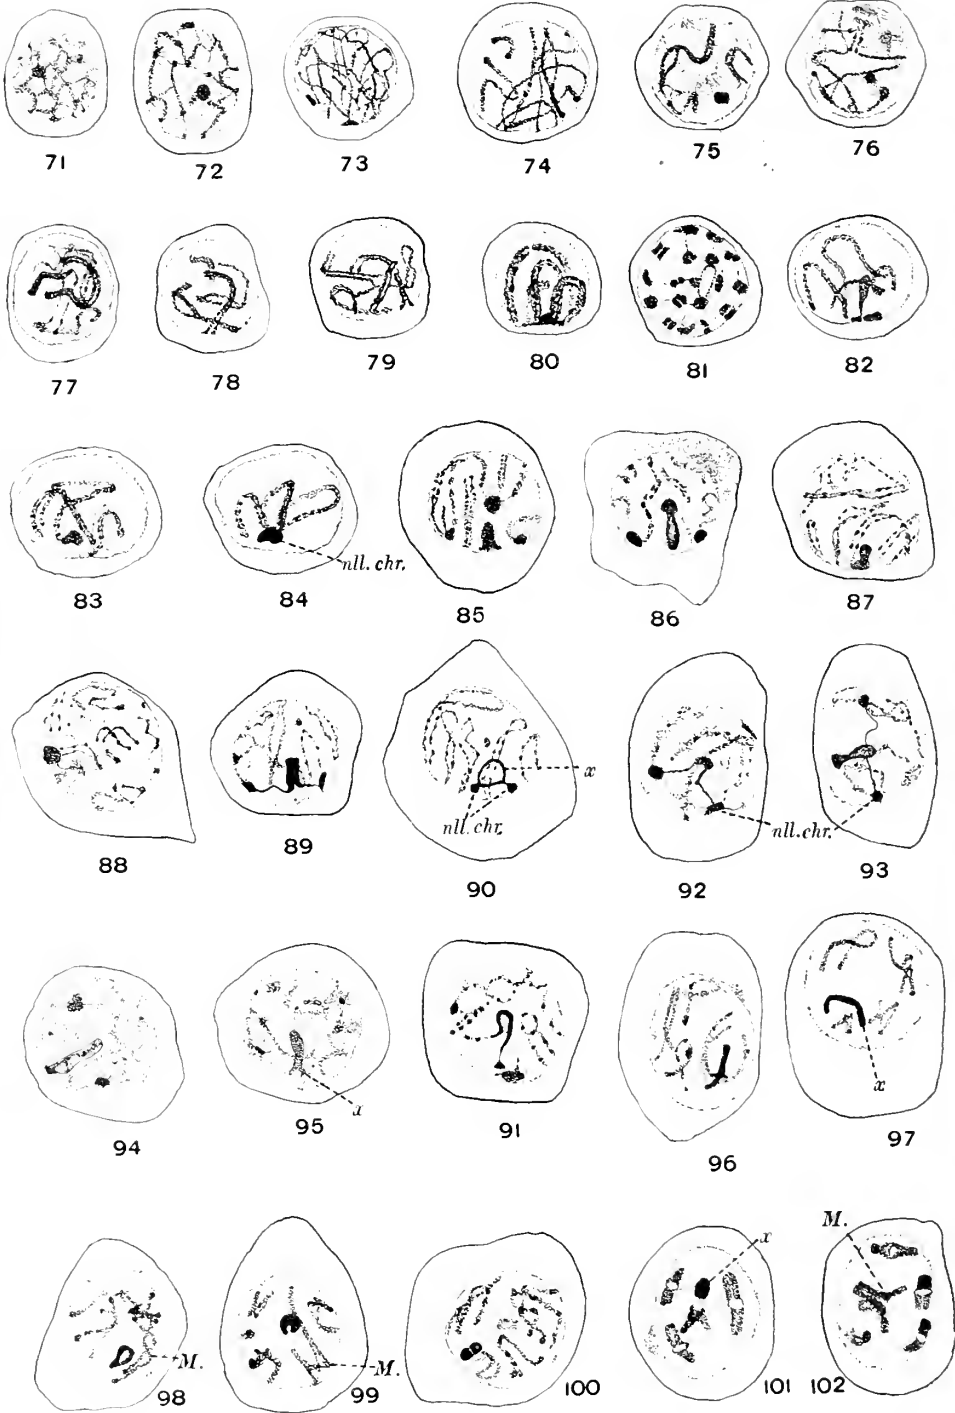 71 72 73 74 75 76
77 78 79 80 81 82
nll. chr.
83 84 85 86 87
x
nll. chr. nll. chr.
88 89 90 92 93
x x
94 95 91 96 97
M.
x
M. M.
98 99 100 101 102